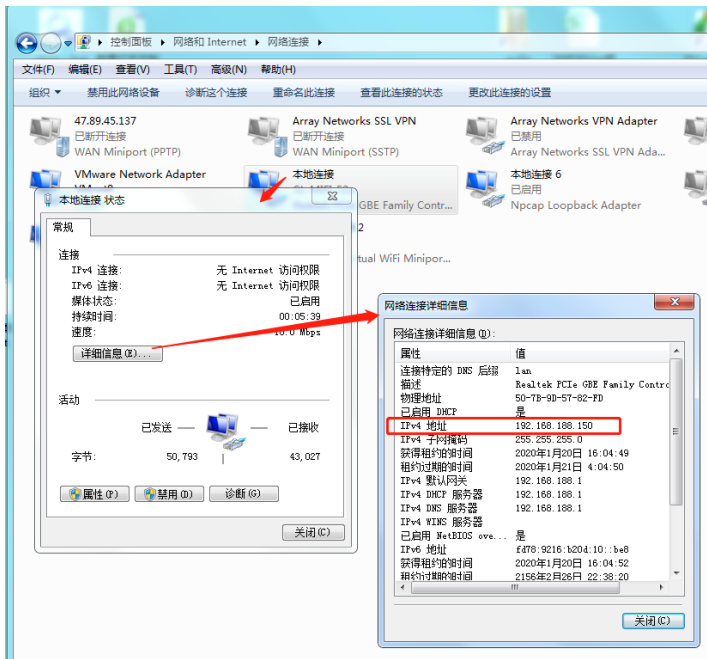 控制面板 ▸ 网络和 Internet ▸ 网络连接 ▸
文件(F) 编辑(E) 查看(V) 工具(T) 高级(N) 帮助(H)
组织 ▼ 禁用此网络设备 诊断这个连接 重命名此连接 查看此连接的状态 更改此连接的设置
47.89.45.137
已断开连接
WAN Miniport (PPTP)
Array Networks SSL VPN
已断开连接
WAN Miniport (SSTP)
Array Networks VPN Adapter
已禁用
Array Networks SSL VPN Ada...
VMware Network Adapter
本地连接
GBE Family Contr...
本地连接 6
已启用
Npcap Loopback Adapter
2
tual WiFi Minipor...
本地连接 状态
常规
连接
IPv4 连接: 无 Internet 访问权限
IPv6 连接: 无 Internet 访问权限
媒体状态: 已启用
持续时间: 00:05:39
速度: 10.0 Mbps
详细信息(E)...
活动
已发送 — — 已接收
字节: 50,793 | 43,027
属性(P) 禁用(D) 诊断(G)
关闭(C)
网络连接详细信息
网络连接详细信息(D):
属性 值
连接特定的 DNS 后缀 lan
描述 Realtek PCIe GBE Family Contro
物理地址 50-7B-9D-57-82-FD
已启用 DHCP 是
IPv4 地址 192.168.188.150
IPv4 子网掩码 255.255.255.0
获得租约的时间 2020年1月20日 16:04:49
租约过期的时间 2020年1月21日 4:04:50
IPv4 默认网关 192.168.188.1
IPv4 DHCP 服务器 192.168.188.1
IPv4 DNS 服务器 192.168.188.1
IPv4 WINS 服务器
已启用 NetBIOS ove... 是
IPv6 地址 fd78:9216:b20d:10::be8
获得租约的时间 2020年1月20日 16:04:52
租约过期的时间 2156年2月26日 22:38:20
关闭(C)